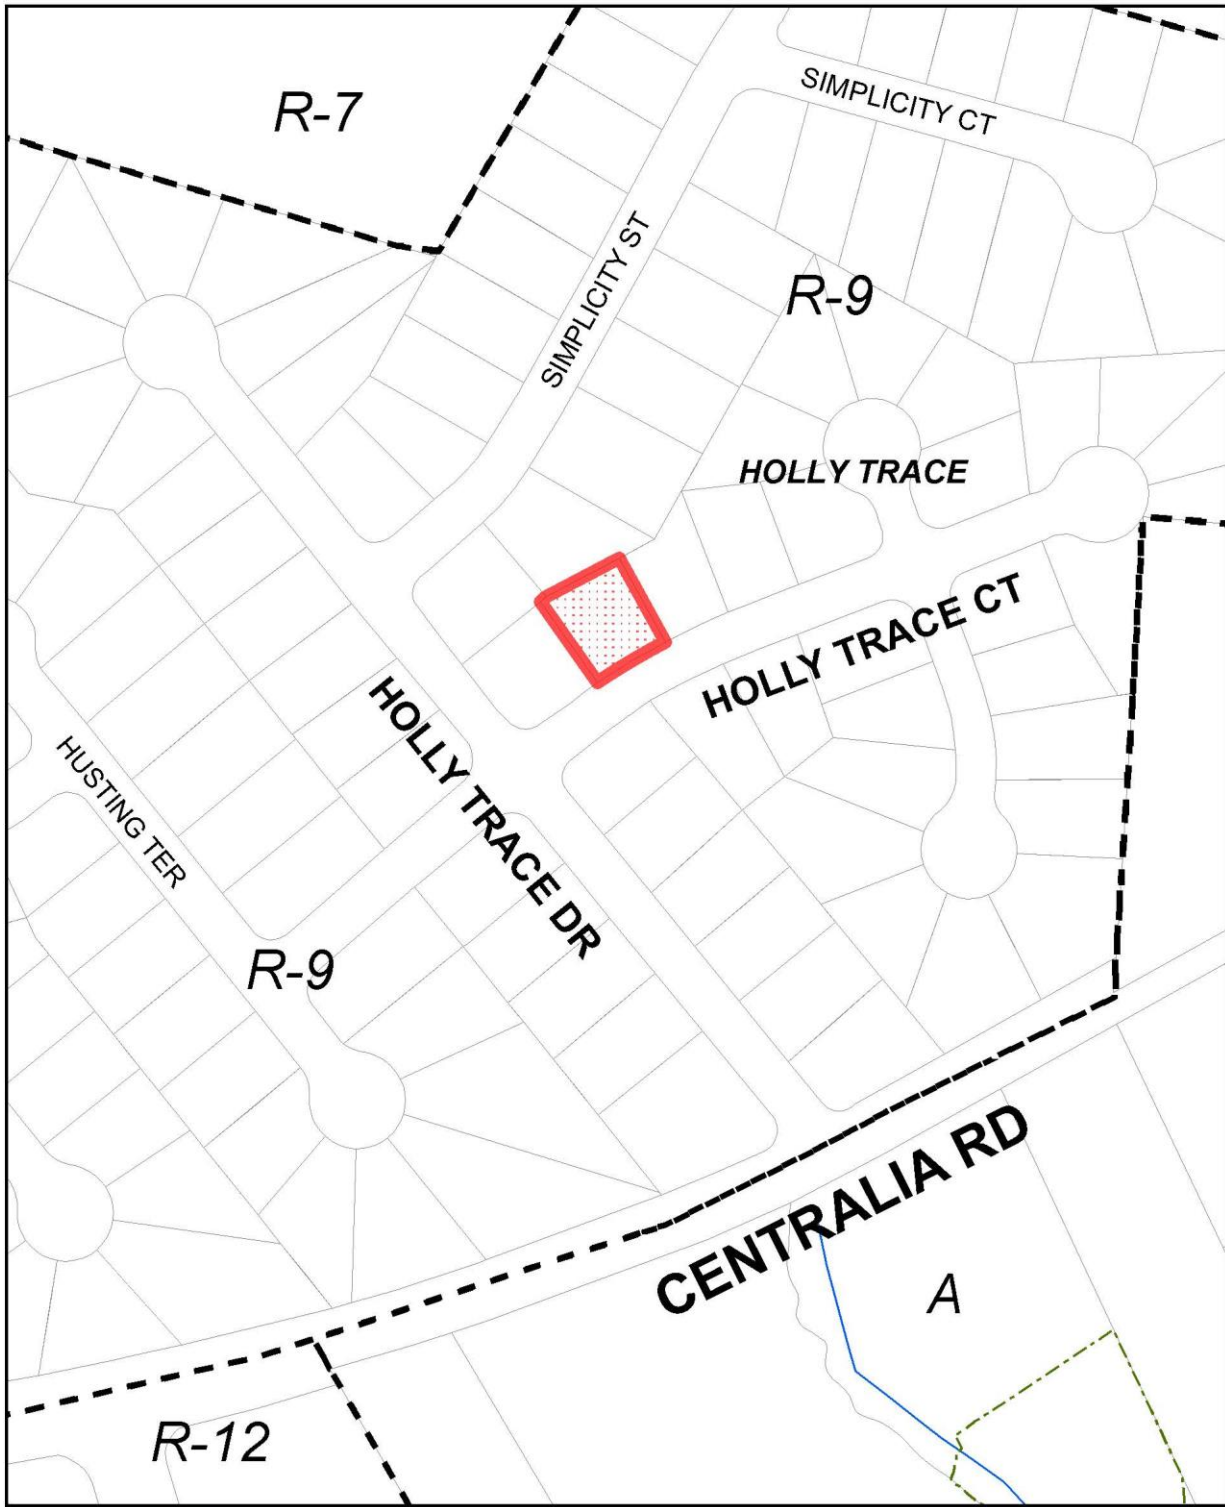 R-7
SIMPLICITY CT
SIMPLICITY ST
R-9
HOLLY TRACE
HOLLY TRACE CT
HOLLY TRACE DR
HUSTING TER
R-9
CENTRALIA RD
A
R-12